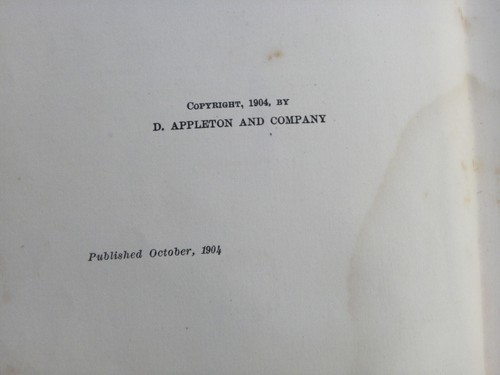 COPYRIGHT, 1904, BY
D. APPLETON AND COMPANY
Published October, 1904